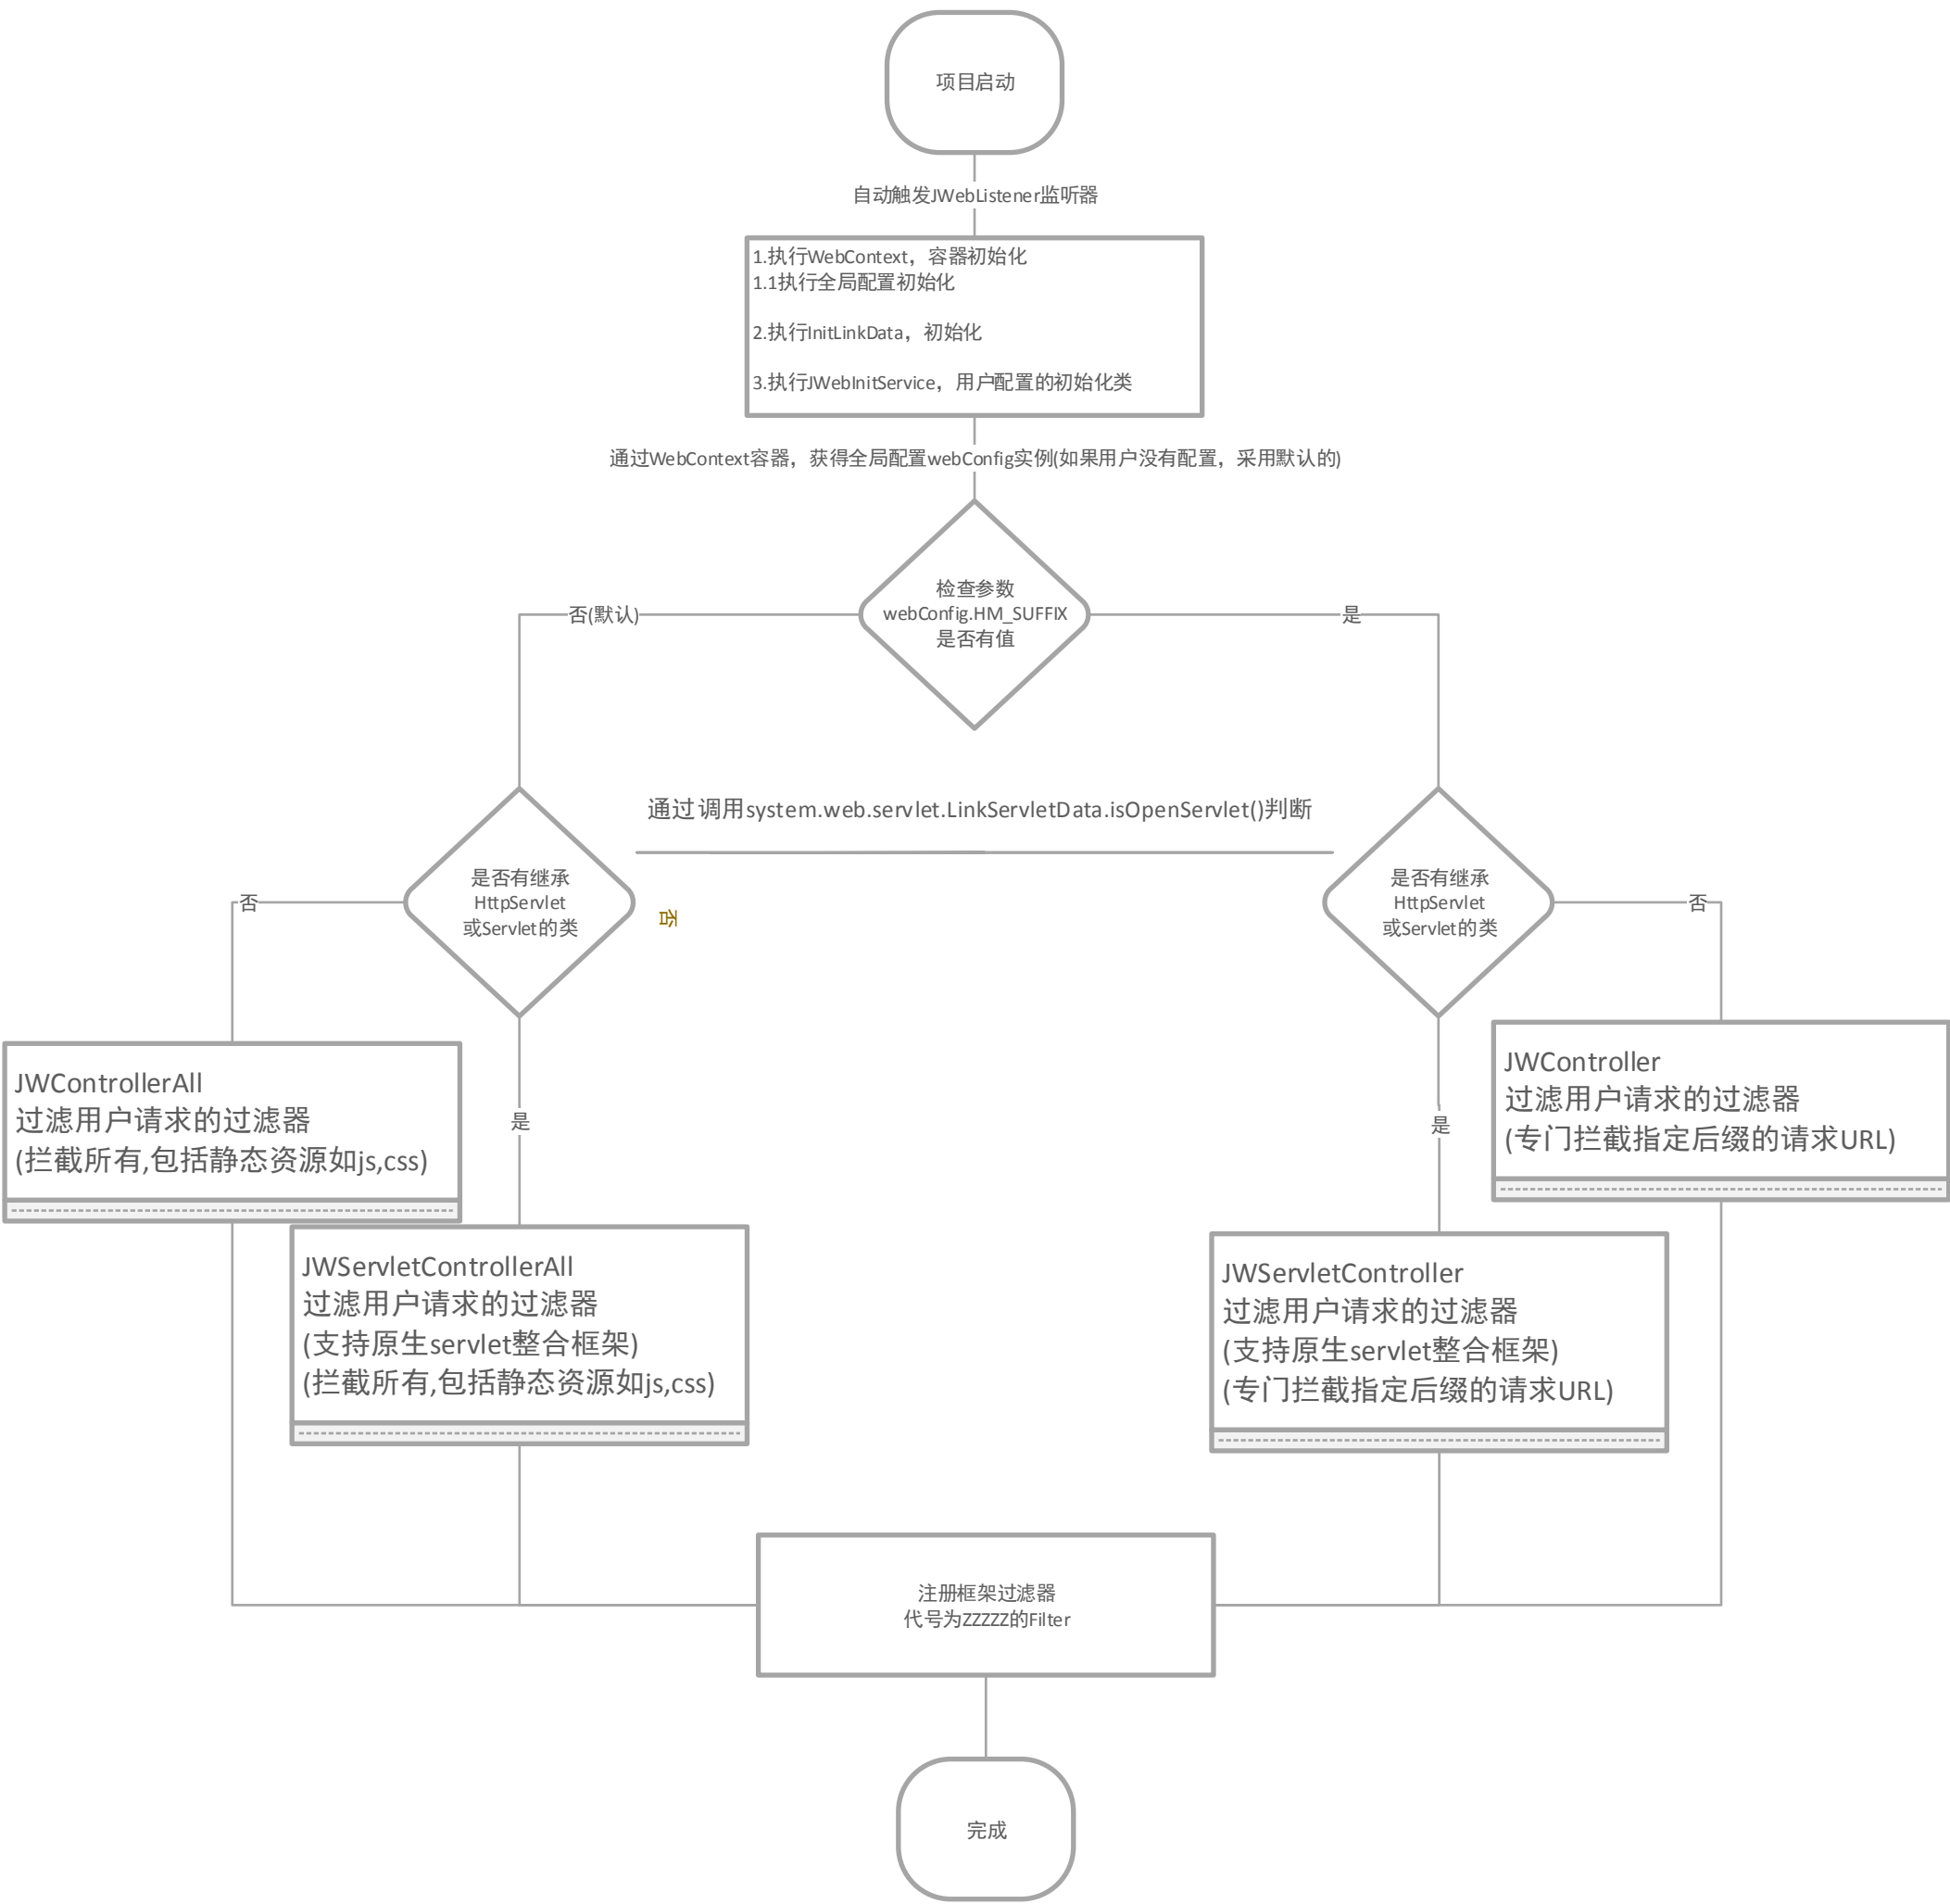 项目启动
自动触发JWebListener监听器
1.执行WebContext，容器初始化
1.1执行全局配置初始化
2.执行InitLinkData，初始化
3.执行JWebInitService，用户配置的初始化类
通过WebContext容器，获得全局配置webConfig实例(如果用户没有配置，采用默认的)
检查参数
webConfig.HM_SUFFIX
是否有值
否(默认)
是
通过调用system.web.servlet.LinkServletData.isOpenServlet()判断
是否有继承
HttpServlet
或Servlet的类
否
否
是否有继承
HttpServlet
或Servlet的类
否
JWControllerAll
过滤用户请求的过滤器
(拦截所有,包括静态资源如js,css)
是
是
JWController
过滤用户请求的过滤器
(专门拦截指定后缀的请求URL)
JWServletControllerAll
过滤用户请求的过滤器
(支持原生servlet整合框架)
(拦截所有,包括静态资源如js,css)
JWServletController
过滤用户请求的过滤器
(支持原生servlet整合框架)
(专门拦截指定后缀的请求URL)
注册框架过滤器
代号为ZZZZZ的Filter
完成